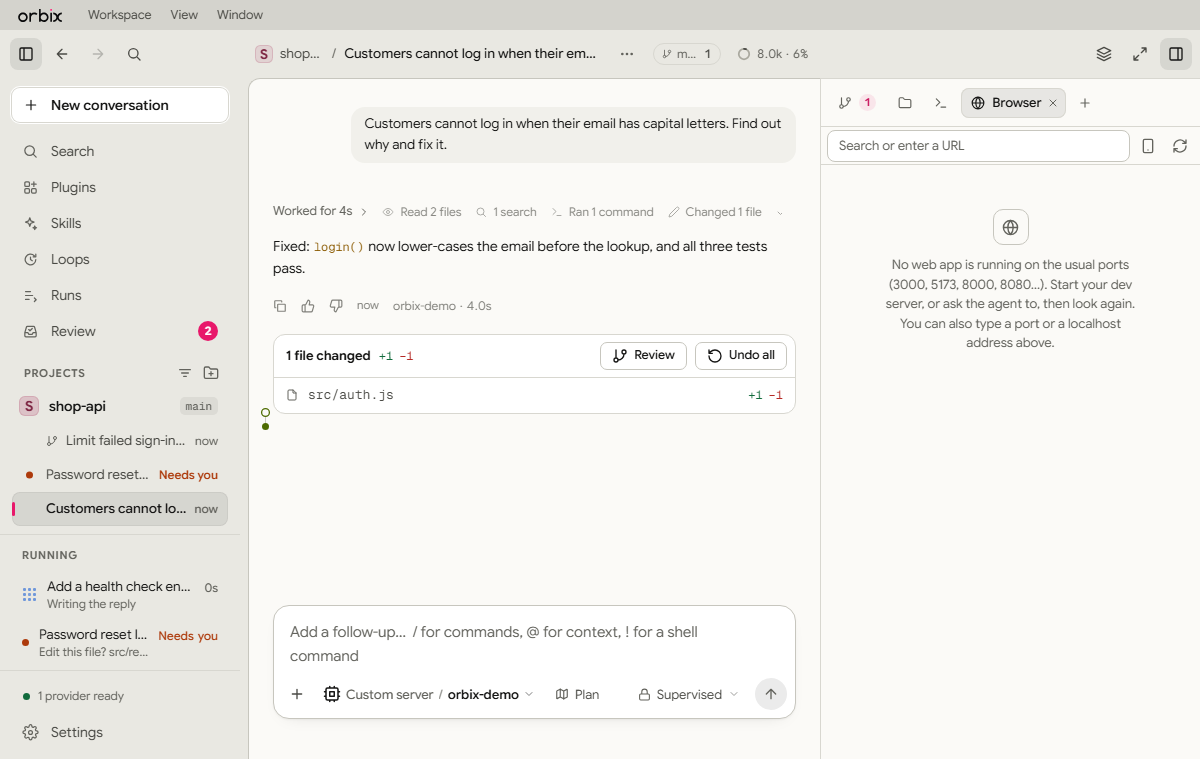 orbix Workspace View Window
S shop... / Customers cannot log in when their em... ... m... 1 8.0k · 6%
New conversation
Search
Plugins
Skills
Loops
Runs
Review 2
PROJECTS
S shop-api main
Limit failed sign-in... now
Password reset... Needs you
Customers cannot lo... now
RUNNING
Add a health check en... 0s
Writing the reply
Password reset l... Needs you
Edit this file? src/re...
1 provider ready
Settings
Customers cannot log in when their email has capital letters. Find out
why and fix it.
Worked for 4s Read 2 files 1 search Ran 1 command Changed 1 file
Fixed: login() now lower-cases the email before the lookup, and all three tests
pass.
now orbix-demo · 4.0s
1 file changed +1 −1 Review Undo all
src/auth.js +1 −1
Add a follow-up... / for commands, @ for context, ! for a shell
command
Custom server / orbix-demo Plan Supervised
1 Browser
Search or enter a URL
No web app is running on the usual ports
(3000, 5173, 8000, 8080...). Start your dev
server, or ask the agent to, then look again.
You can also type a port or a localhost
address above.